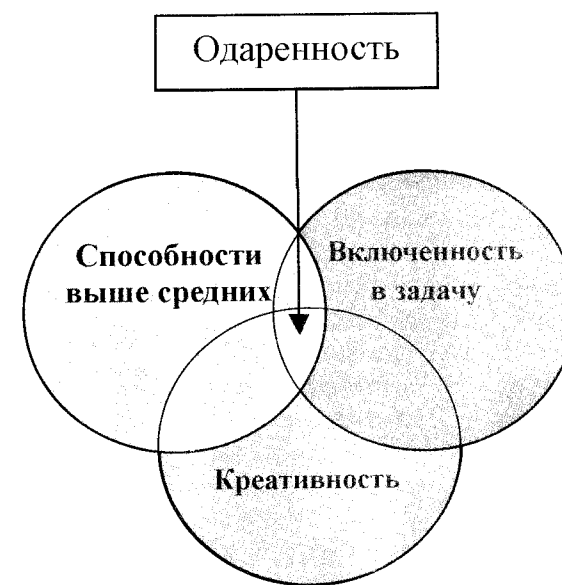 Одаренность
Способности
выше средних
Включенность
в задачу
Креативность